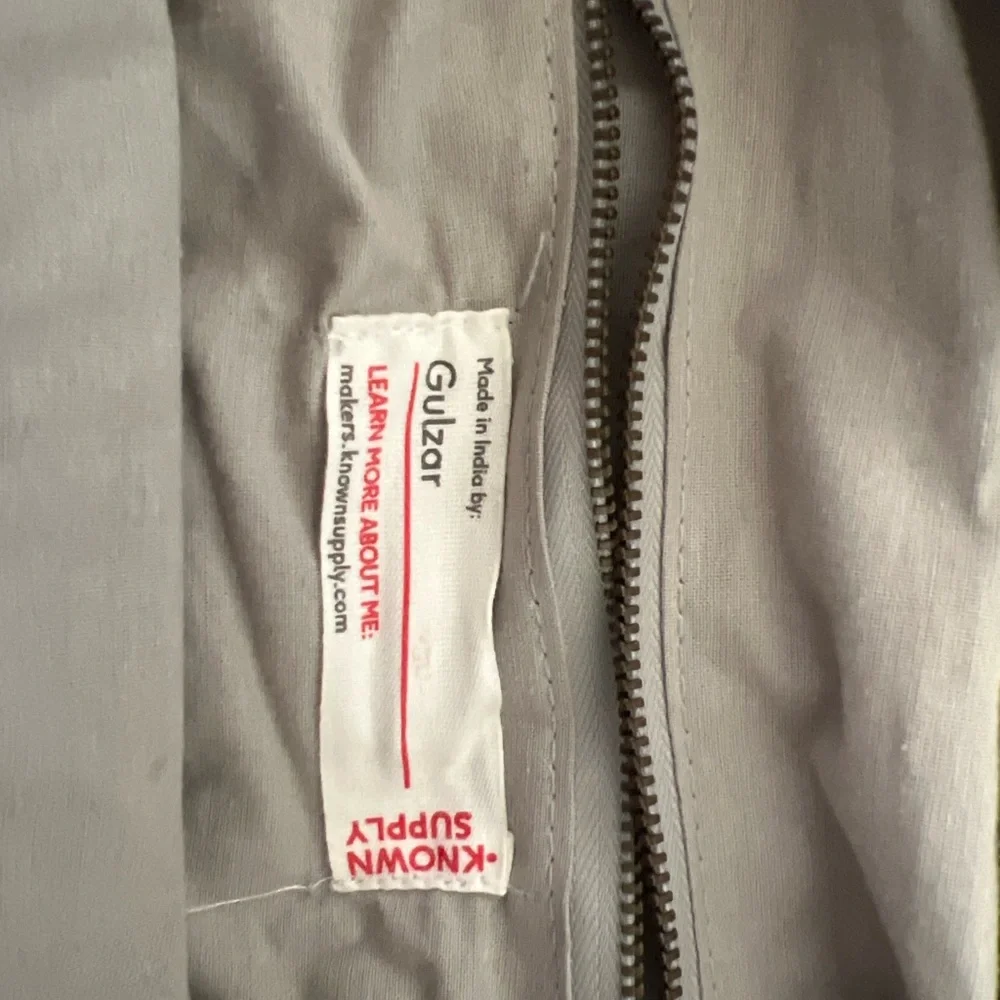 Made in India by:
Gulzar
LEARN MORE ABOUT ME:
makers.knownsupply.com
•KNOWN
SUPPLY